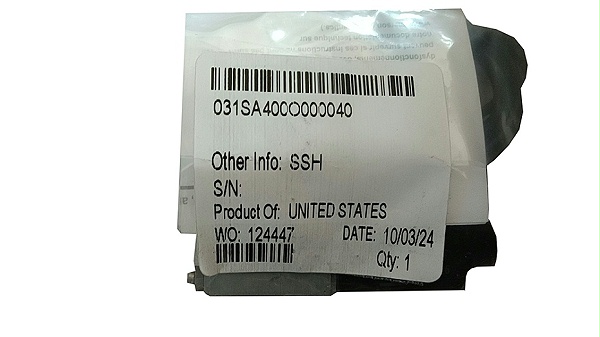 031SA400O000040
Other Info: SSH
S/N:
Product Of: UNITED STATES
WO: 124447 DATE: 10/03/24
Qty: 1